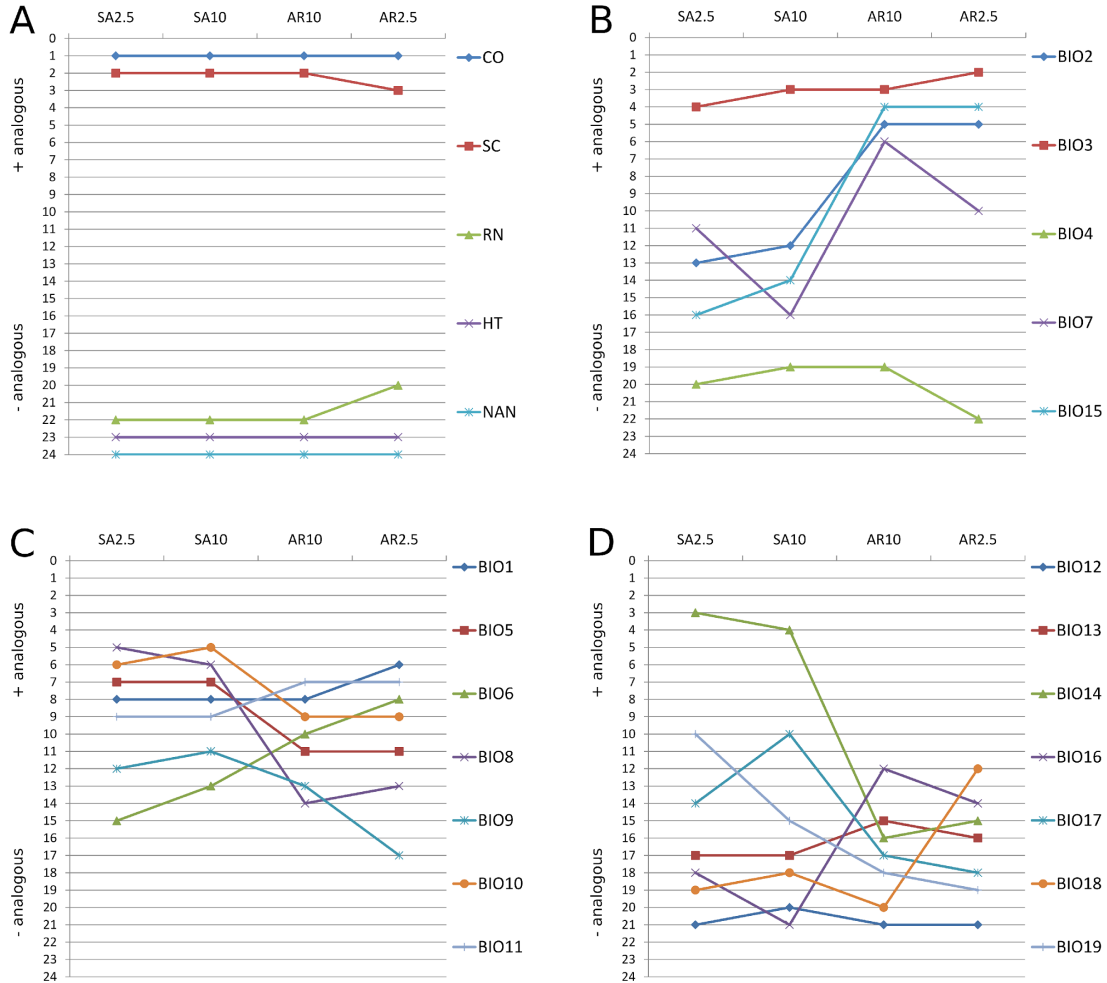 A
SA2.5 SA10 AR10 AR2.5
+ analogous
- analogous
0
1
2
3
4
5
6
7
8
9
10
11
12
13
14
15
16
17
18
19
20
21
22
23
24
CO
SC
RN
HT
NAN
B
SA2.5 SA10 AR10 AR2.5
+ analogous
- analogous
0
1
2
3
4
5
6
7
8
9
10
11
12
13
14
15
16
17
18
19
20
21
22
23
24
BIO2
BIO3
BIO4
BIO7
BIO15
C
SA2.5 SA10 AR10 AR2.5
+ analogous
- analogous
0
1
2
3
4
5
6
7
8
9
10
11
12
13
14
15
16
17
18
19
20
21
22
23
24
BIO1
BIO5
BIO6
BIO8
BIO9
BIO10
BIO11
D
SA2.5 SA10 AR10 AR2.5
+ analogous
- analogous
0
1
2
3
4
5
6
7
8
9
10
11
12
13
14
15
16
17
18
19
20
21
22
23
24
BIO12
BIO13
BIO14
BIO16
BIO17
BIO18
BIO19